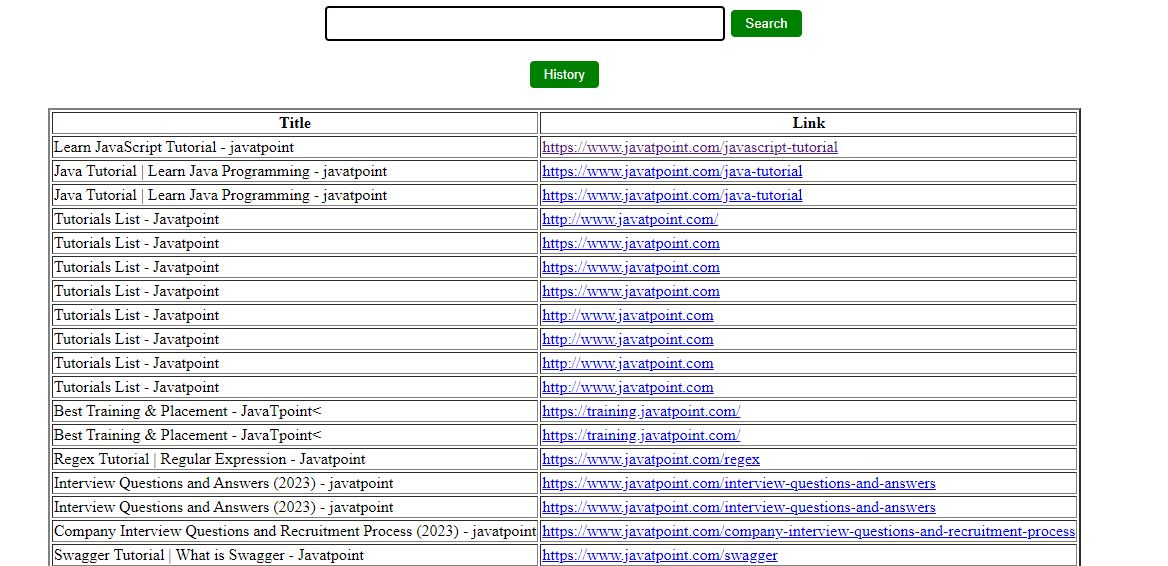 Search
History
Title Link
Learn JavaScript Tutorial - javatpoint https://www.javatpoint.com/javascript-tutorial
Java Tutorial | Learn Java Programming - javatpoint https://www.javatpoint.com/java-tutorial
Java Tutorial | Learn Java Programming - javatpoint https://www.javatpoint.com/java-tutorial
Tutorials List - Javatpoint http://www.javatpoint.com/
Tutorials List - Javatpoint https://www.javatpoint.com
Tutorials List - Javatpoint https://www.javatpoint.com
Tutorials List - Javatpoint https://www.javatpoint.com
Tutorials List - Javatpoint http://www.javatpoint.com
Tutorials List - Javatpoint http://www.javatpoint.com
Tutorials List - Javatpoint http://www.javatpoint.com
Tutorials List - Javatpoint http://www.javatpoint.com
Best Training & Placement - JavaTpoint< https://training.javatpoint.com/
Best Training & Placement - JavaTpoint< https://training.javatpoint.com/
Regex Tutorial | Regular Expression - Javatpoint https://www.javatpoint.com/regex
Interview Questions and Answers (2023) - javatpoint https://www.javatpoint.com/interview-questions-and-answers
Interview Questions and Answers (2023) - javatpoint https://www.javatpoint.com/interview-questions-and-answers
Company Interview Questions and Recruitment Process (2023) - javatpoint https://www.javatpoint.com/company-interview-questions-and-recruitment-process
Swagger Tutorial | What is Swagger - Javatpoint https://www.javatpoint.com/swagger